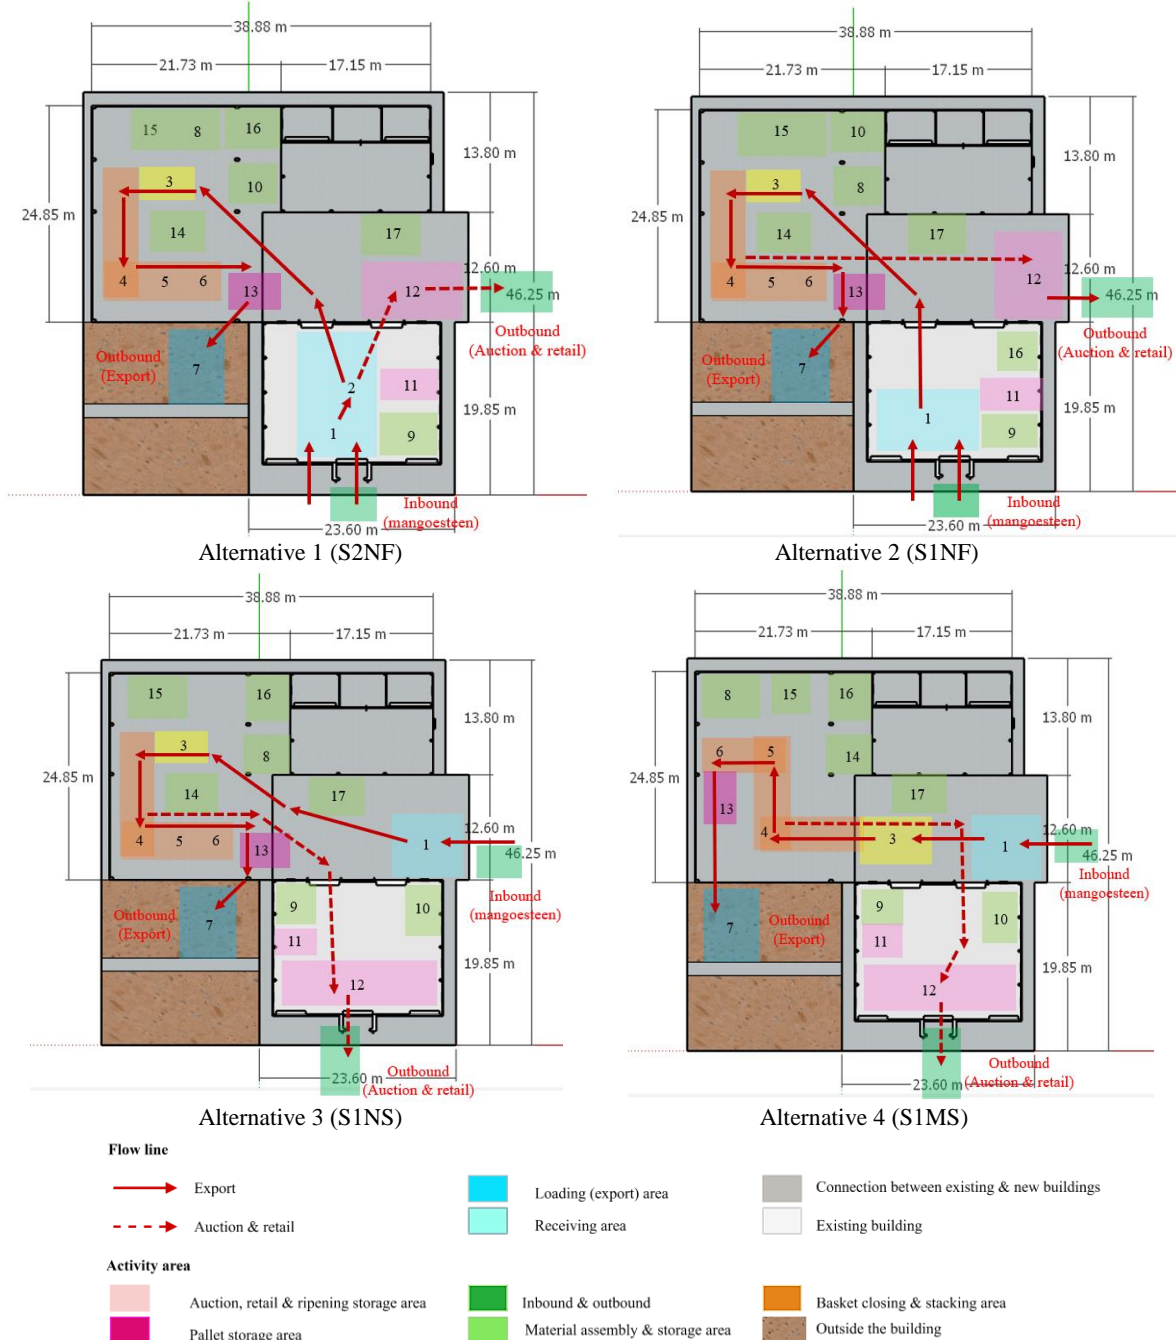 38.88 m
21.73 m
17.15 m
15
8
16
13.80 m
3
10
24.85 m
14
17
12.60 m
4
5
6
13
12
46.25 m
Outbound
(Auction & retail)
Outbound
(Export)
7
2
11
19.85 m
1
9
Inbound
(mangoesteen)
23.60 m
Alternative 1 (S2NF)
38.88 m
21.73 m
17.15 m
15
10
13.80 m
3
8
24.85 m
14
17
12.60 m
4
5
6
13
12
46.25 m
Outbound
(Auction & retail)
Outbound
(Export)
7
16
11
19.85 m
1
9
Inbound
(mangoesteen)
23.60 m
Alternative 2 (S1NF)
38.88 m
21.73 m
17.15 m
15
16
13.80 m
3
8
24.85 m
14
17
12.60 m
4
5
6
13
1
46.25 m
Inbound
(mangoesteen)
Outbound
(Export)
7
9
10
11
19.85 m
12
Outbound
23.60 m
(Auction & retail)
Alternative 3 (S1NS)
38.88 m
21.73 m
17.15 m
8
15
16
13.80 m
6
5
14
24.85 m
13
17
12.60 m
4
3
1
46.25 m
Inbound
(mangoesteen)
Outbound
(Export)
7
9
10
11
19.85 m
12
Outbound
23.60 m
(Auction & retail)
Alternative 4 (S1MS)
Flow line
Export
Loading (export) area
Connection between existing & new buildings
Auction & retail
Receiving area
Existing building
Activity area
Auction, retail & ripening storage area
Inbound & outbound
Basket closing & stacking area
Pallet storage area
Material assembly & storage area
Outside the building